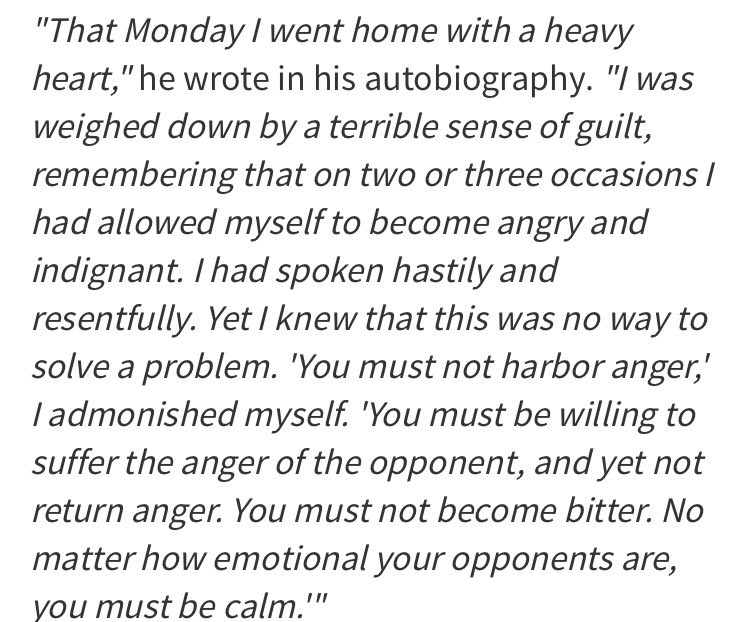 "That Monday I went home with a heavy
heart," he wrote in his autobiography. "I was
weighed down by a terrible sense of guilt,
remembering that on two or three occasions I
had allowed myself to become angry and
indignant. I had spoken hastily and
resentfully. Yet I knew that this was no way to
solve a problem. 'You must not harbor anger,'
I admonished myself. 'You must be willing to
suffer the anger of the opponent, and yet not
return anger. You must not become bitter. No
matter how emotional your opponents are,
you must be calm.'"